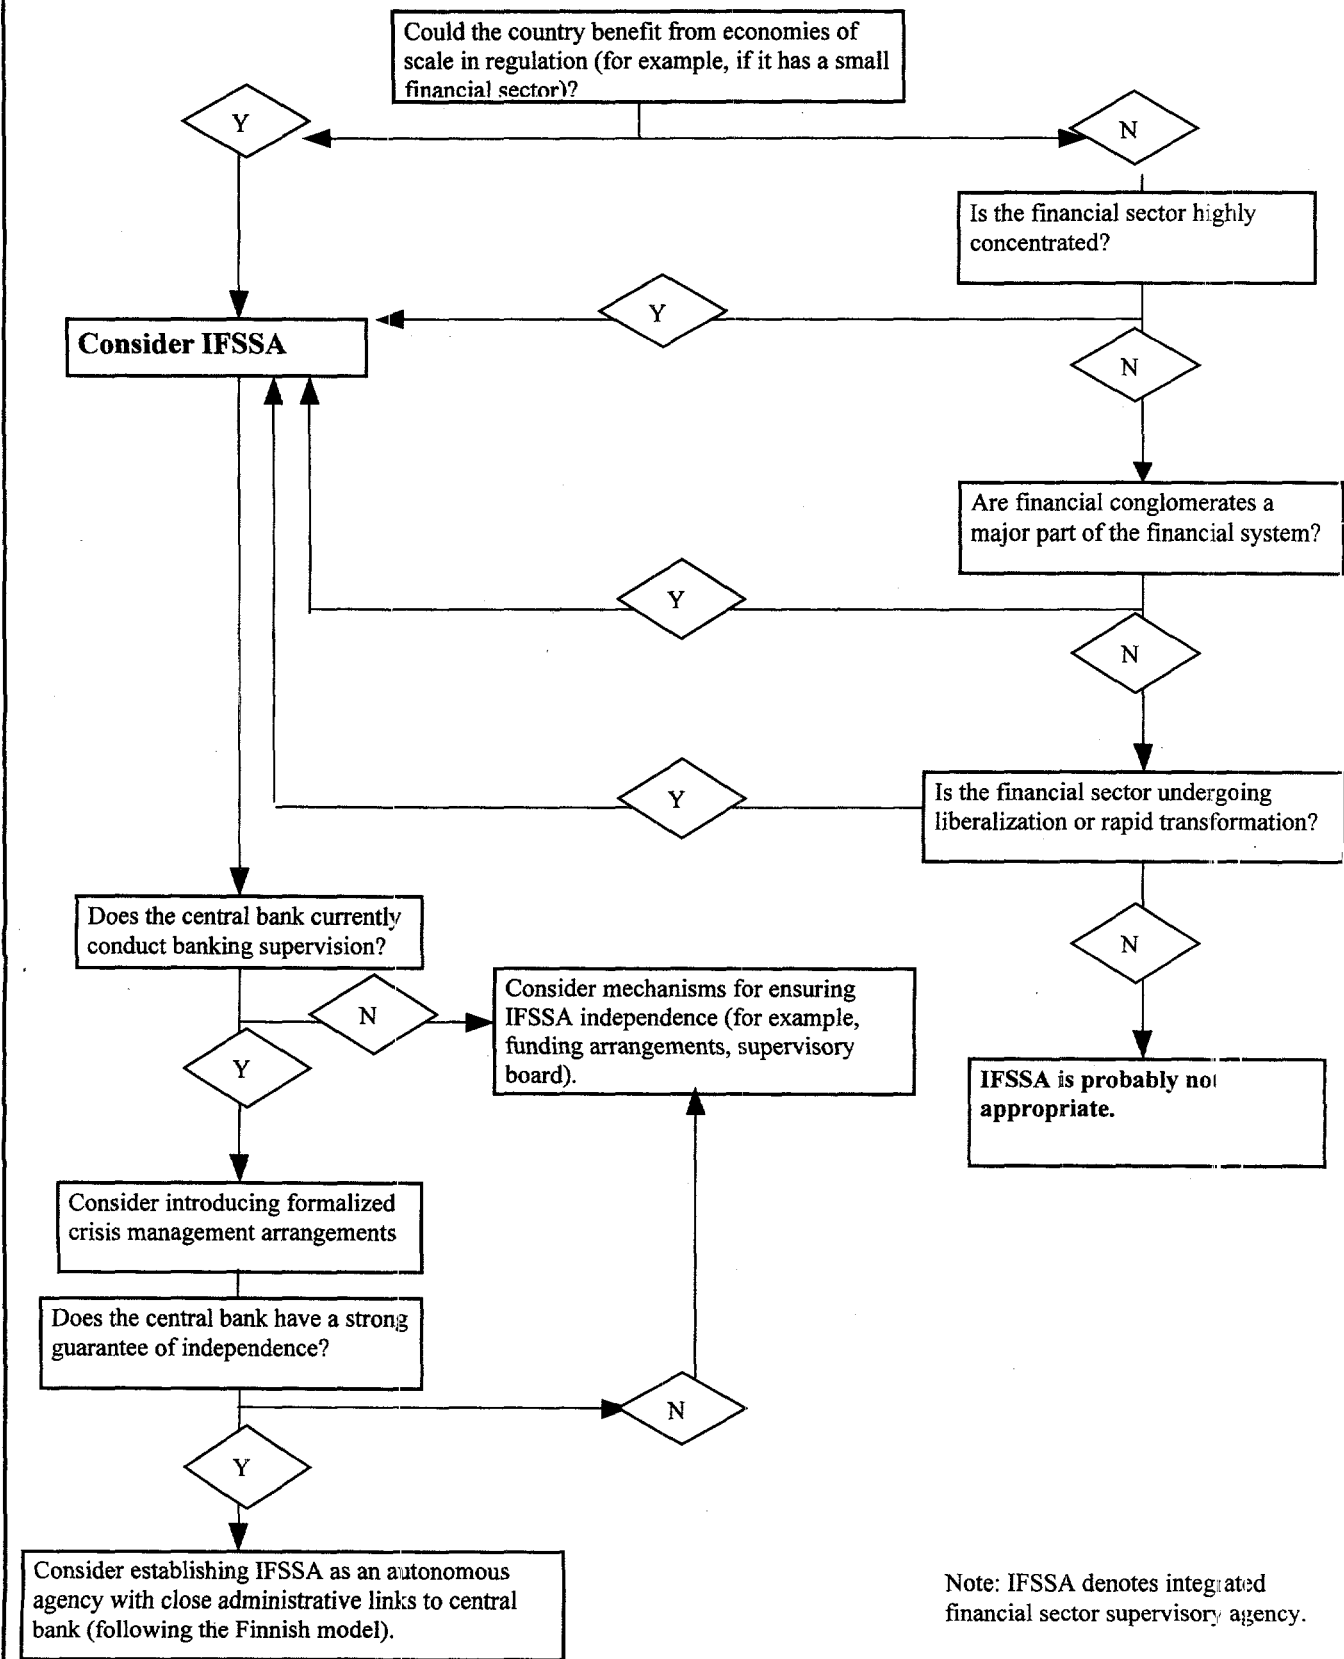 Could the country benefit from economies of
scale in regulation (for example, if it has a small
financial sector)?
Y
N
Is the financial sector highly
concentrated?
Y
Consider IFSSA
N
Are financial conglomerates a
major part of the financial system?
Y
N
Is the financial sector undergoing
liberalization or rapid transformation?
Y
Does the central bank currently
conduct banking supervision?
N
Consider mechanisms for ensuring
IFSSA independence (for example,
funding arrangements, supervisory
board).
N
Y
IFSSA is probably not
appropriate.
Consider introducing formalized
crisis management arrangements
Does the central bank have a strong
guarantee of independence?
N
Y
Consider establishing IFSSA as an autonomous
agency with close administrative links to central
bank (following the Finnish model).
Note: IFSSA denotes integrated
financial sector supervisory agency.